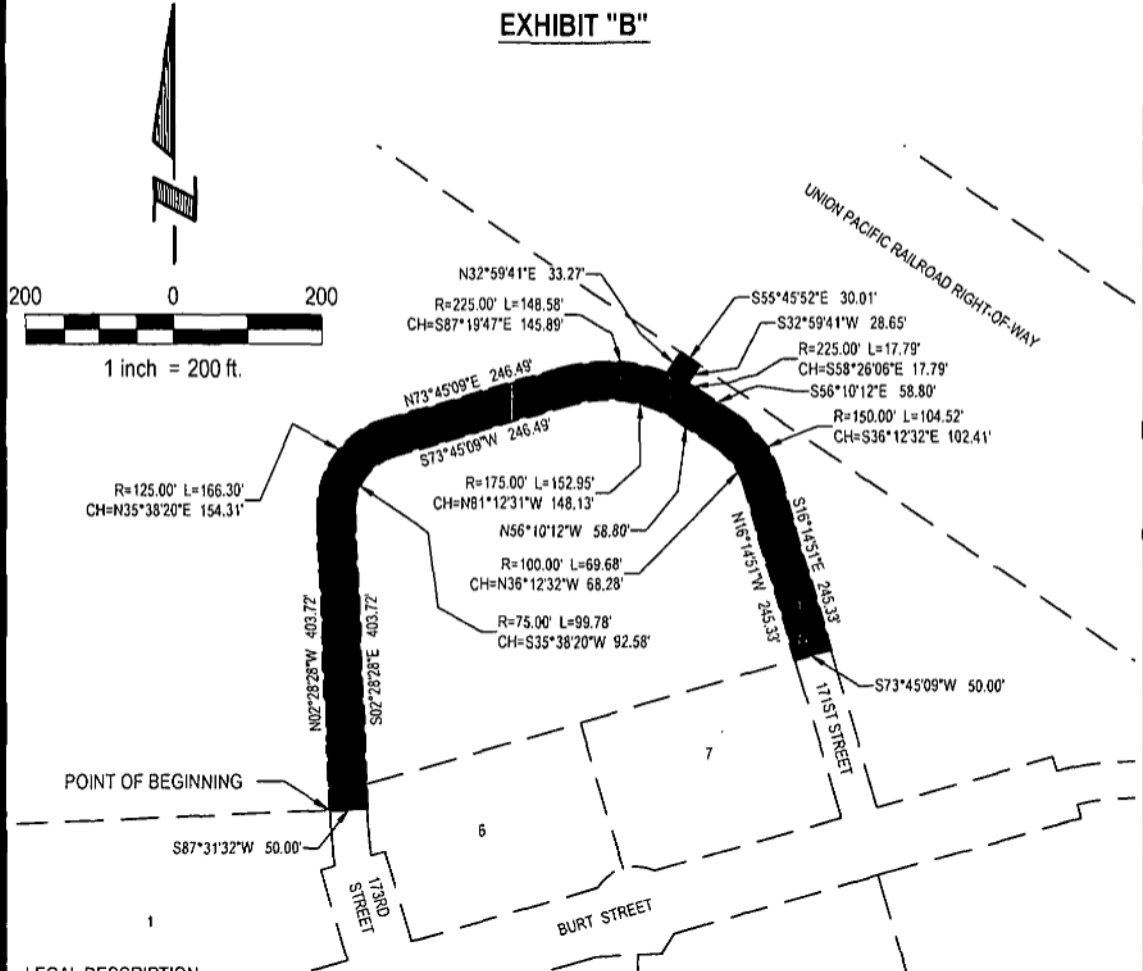 EXHIBIT "B"
200 0 200
1 inch = 200 ft.
UNION PACIFIC RAILROAD RIGHT-OF-WAY
N32°59'41"E 33.27'
R=225.00' L=148.58'
CH=S87°19'47"E 145.89'
S55°45'52"E 30.01'
S32°59'41"W 28.65'
R=225.00' L=17.79'
CH=S58°26'06"E 17.79'
S56°10'12"E 58.80'
R=150.00' L=104.52'
CH=S36°12'32"E 102.41'
N73°45'09"E 246.49'
S73°45'09"W 246.49'
R=125.00' L=166.30'
CH=N35°38'20"E 154.31'
R=175.00' L=152.95'
CH=N81°12'31"W 148.13'
N56°10'12"W 58.80'
R=100.00' L=69.68'
CH=N36°12'32"W 68.28'
R=75.00' L=99.78'
CH=S35°38'20"W 92.58'
N02°28'28"W 403.72'
S02°28'28"E 403.72'
N16°14'51"W 245.33'
S16°14'51"E 245.33'
S73°45'09"W 50.00'
171ST STREET
7
POINT OF BEGINNING
6
S87°31'32"W 50.00'
173RD
STREET
1
BURT STREET
LEGAL DESCRIPTION